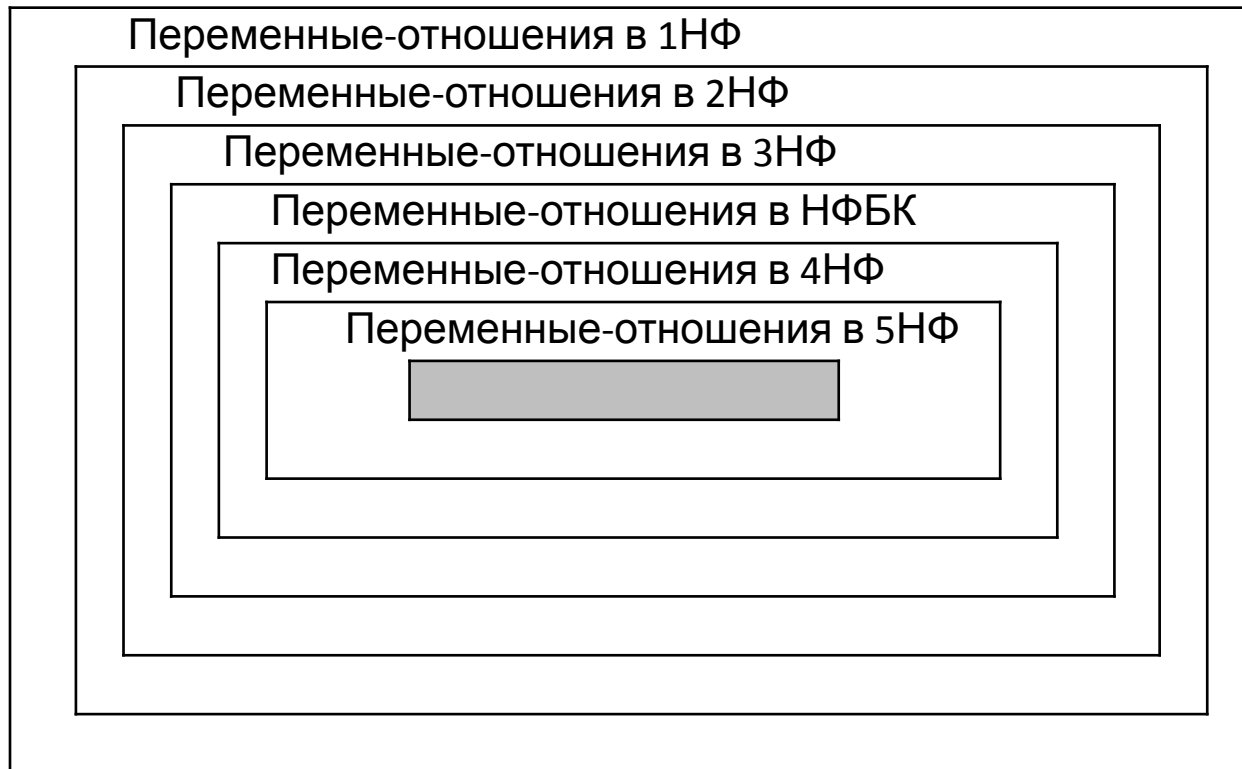 Переменные-отношения в 1НФ
Переменные-отношения в 2НФ
Переменные-отношения в 3НФ
Переменные-отношения в НФБК
Переменные-отношения в 4НФ
Переменные-отношения в 5НФ